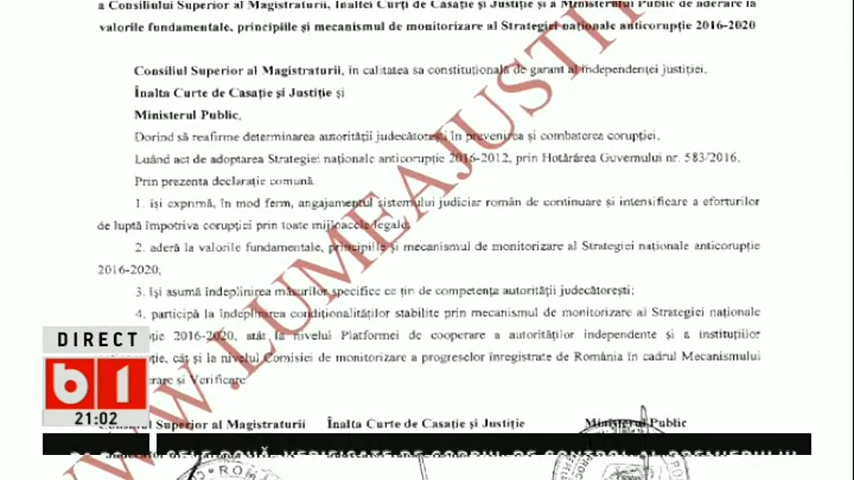 a Consiliului Superior al Magistraturii, Înaltei Curți de Casație și Justiție și a Ministerului Public de aderare la
valorile fundamentale, principiile și mecanismul de monitorizare al Strategiei naționale anticorupție 2016-2020
Consiliul Superior al Magistraturii, în calitatea sa constituțională de garant al independenței justiției,
Înalta Curte de Casație și Justiție și
Ministerul Public,
Dorind să reafirme determinarea autorității judecătorești în prevenirea și combaterea corupției,
Luând act de adoptarea Strategiei naționale anticorupție 2016-2012, prin Hotărârea Guvernului nr. 583/2016,
Prin prezenta declarație comună
1. își exprimă, în mod ferm, angajamentul sistemului judiciar român de continuare și intensificare a eforturilor
de luptă împotriva corupției prin toate mijloacele legale;
2. aderă la valorile fundamentale, principiile și mecanismul de monitorizare al Strategiei naționale anticorupție
2016-2020;
3. își asumă îndeplinirea măsurilor specifice ce țin de competența autorității judecătorești;
4. participă la îndeplinirea condiționalităților stabilite prin mecanismul de monitorizare al Strategiei naționale
2016-2020, atât la nivelul Platformei de cooperare a autorităților independente și a instituțiilor
cât și la nivelul Comisiei de monitorizare a progreselor înregistrate de România în cadrul Mecanismului
și Verificare
Superior al Magistraturii Înalta Curte de Casație și Justiție Ministerul Public
WWW.LUMEAJUSTI
DIRECT
b1
21:02